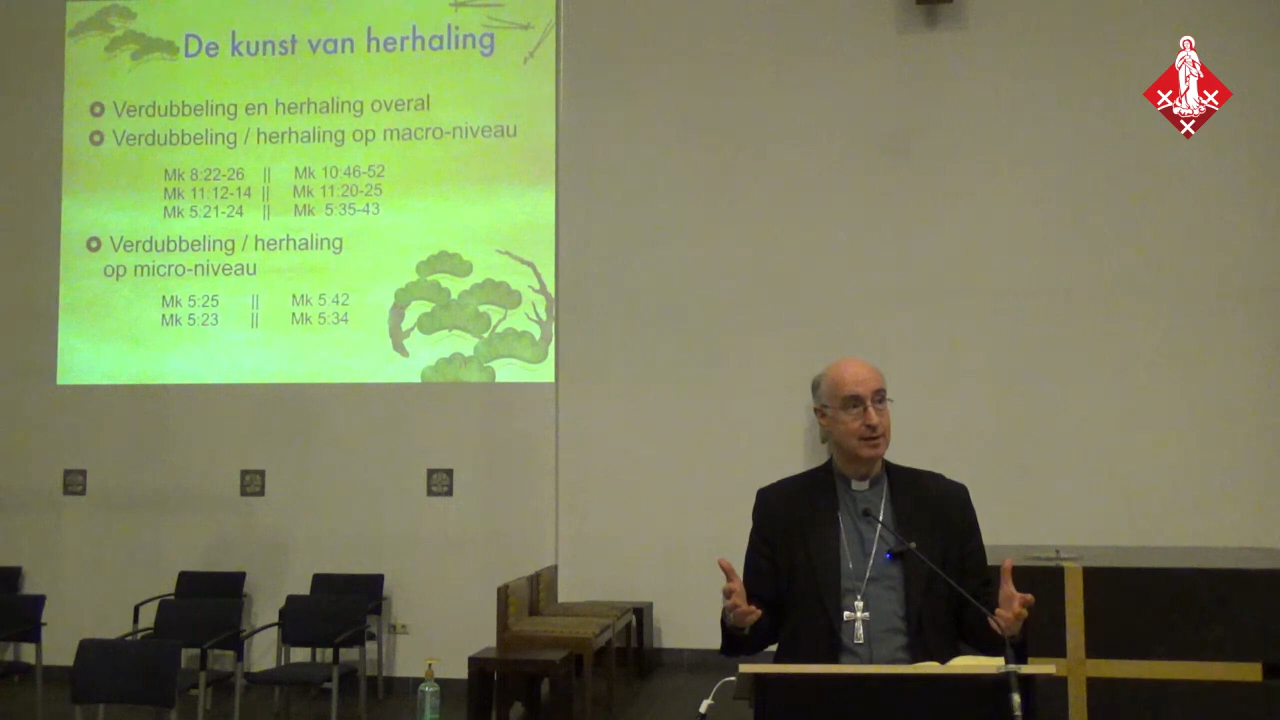 De kunst van herhaling
Verdubbeling en herhaling overal
Verdubbeling / herhaling op macro-niveau
Mk 8:22-26 || Mk 10:46-52
Mk 11:12-14 || Mk 11:20-25
Mk 5:21-24 || Mk 5:35-43
Verdubbeling / herhaling
op micro-niveau
Mk 5:25 || Mk 5 42
Mk 5:23 || Mk 5:34